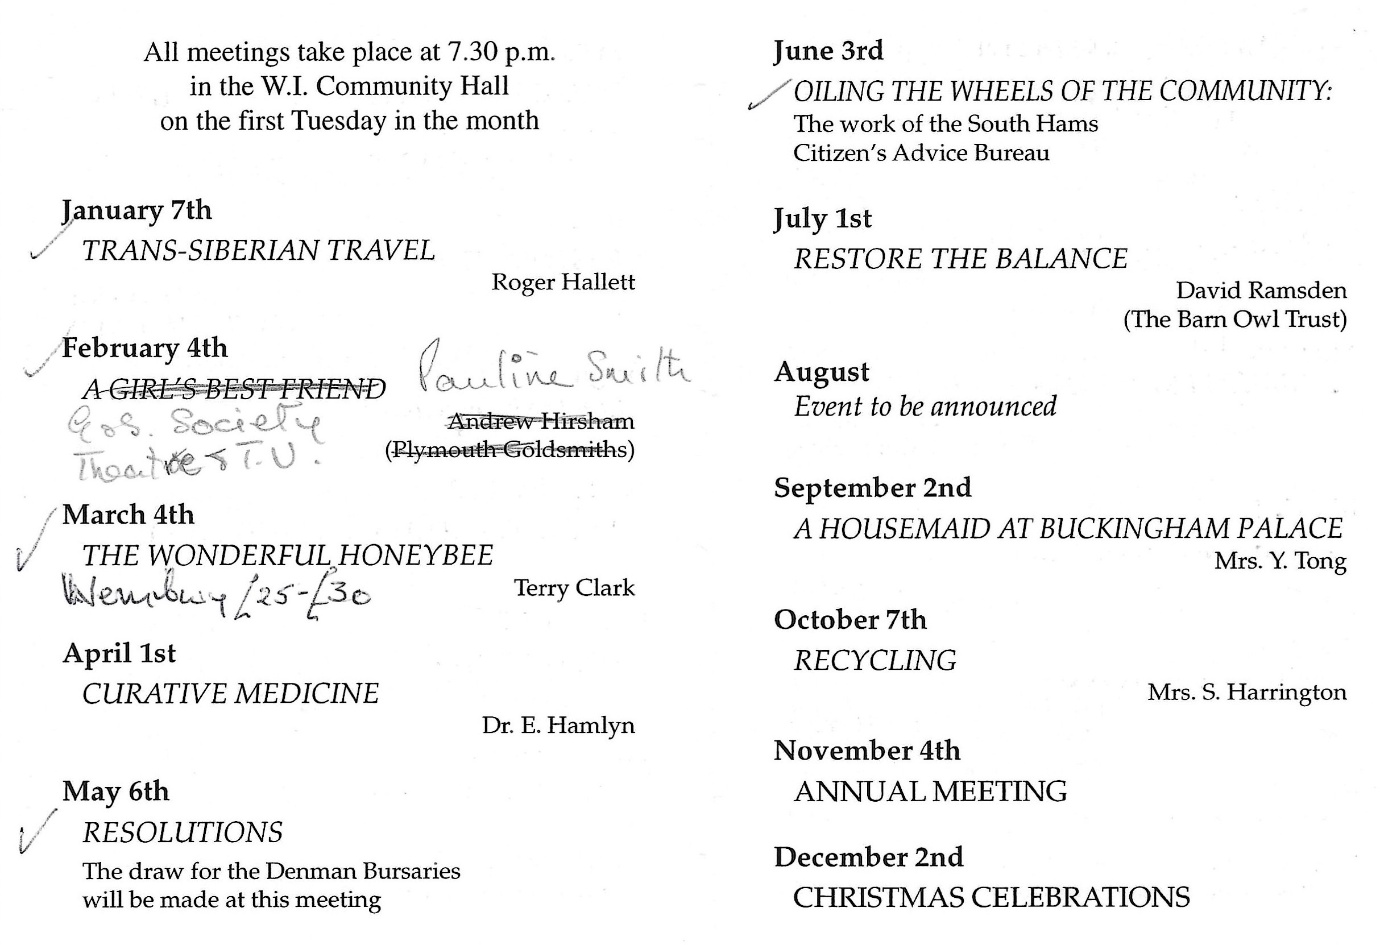 All meetings take place at 7.30 p.m.
in the W.I. Community Hall
on the first Tuesday in the month
January 7th
TRANS-SIBERIAN TRAVEL
Roger Hallett
February 4th
A GIRL'S BEST FRIEND
Pauline Smith
Andrew Hirsham
(Plymouth Goldsmiths)
Society
Theatre & T.V.
March 4th
THE WONDERFUL HONEYBEE
Terry Clark
Wembury £25-£30
April 1st
CURATIVE MEDICINE
Dr. E. Hamlyn
May 6th
RESOLUTIONS
The draw for the Denman Bursaries
will be made at this meeting
June 3rd
OILING THE WHEELS OF THE COMMUNITY:
The work of the South Hams
Citizen's Advice Bureau
July 1st
RESTORE THE BALANCE
David Ramsden
(The Barn Owl Trust)
August
Event to be announced
September 2nd
A HOUSEMAID AT BUCKINGHAM PALACE
Mrs. Y. Tong
October 7th
RECYCLING
Mrs. S. Harrington
November 4th
ANNUAL MEETING
December 2nd
CHRISTMAS CELEBRATIONS